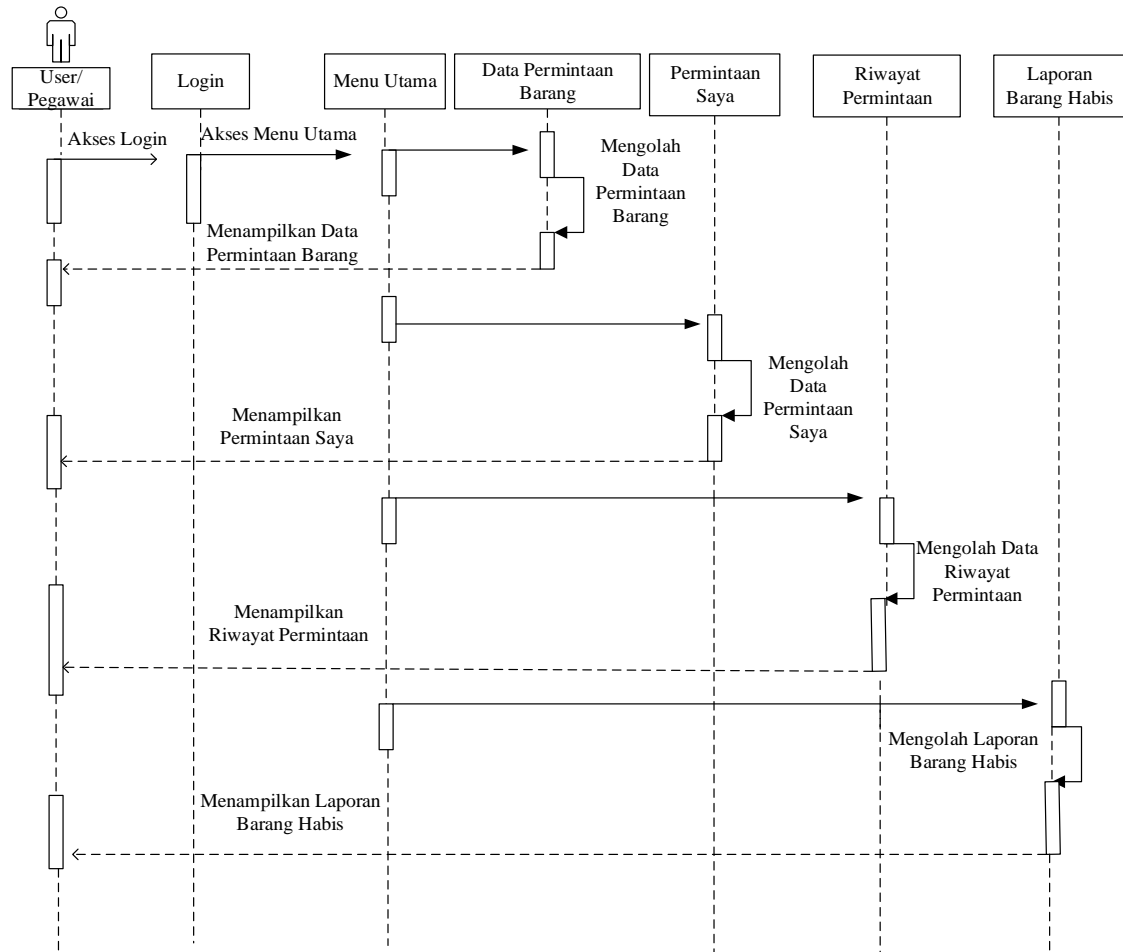 User/
Pegawai
Login
Menu Utama
Data Permintaan
Barang
Permintaan
Saya
Riwayat
Permintaan
Laporan
Barang Habis
Akses Login
Akses Menu Utama
Mengolah
Data
Permintaan
Barang
Menampilkan Data
Permintaan Barang
Mengolah
Data
Permintaan
Saya
Menampilkan
Permintaan Saya
Mengolah Data
Riwayat
Permintaan
Menampilkan
Riwayat Permintaan
Mengolah Laporan
Barang Habis
Menampilkan Laporan
Barang Habis